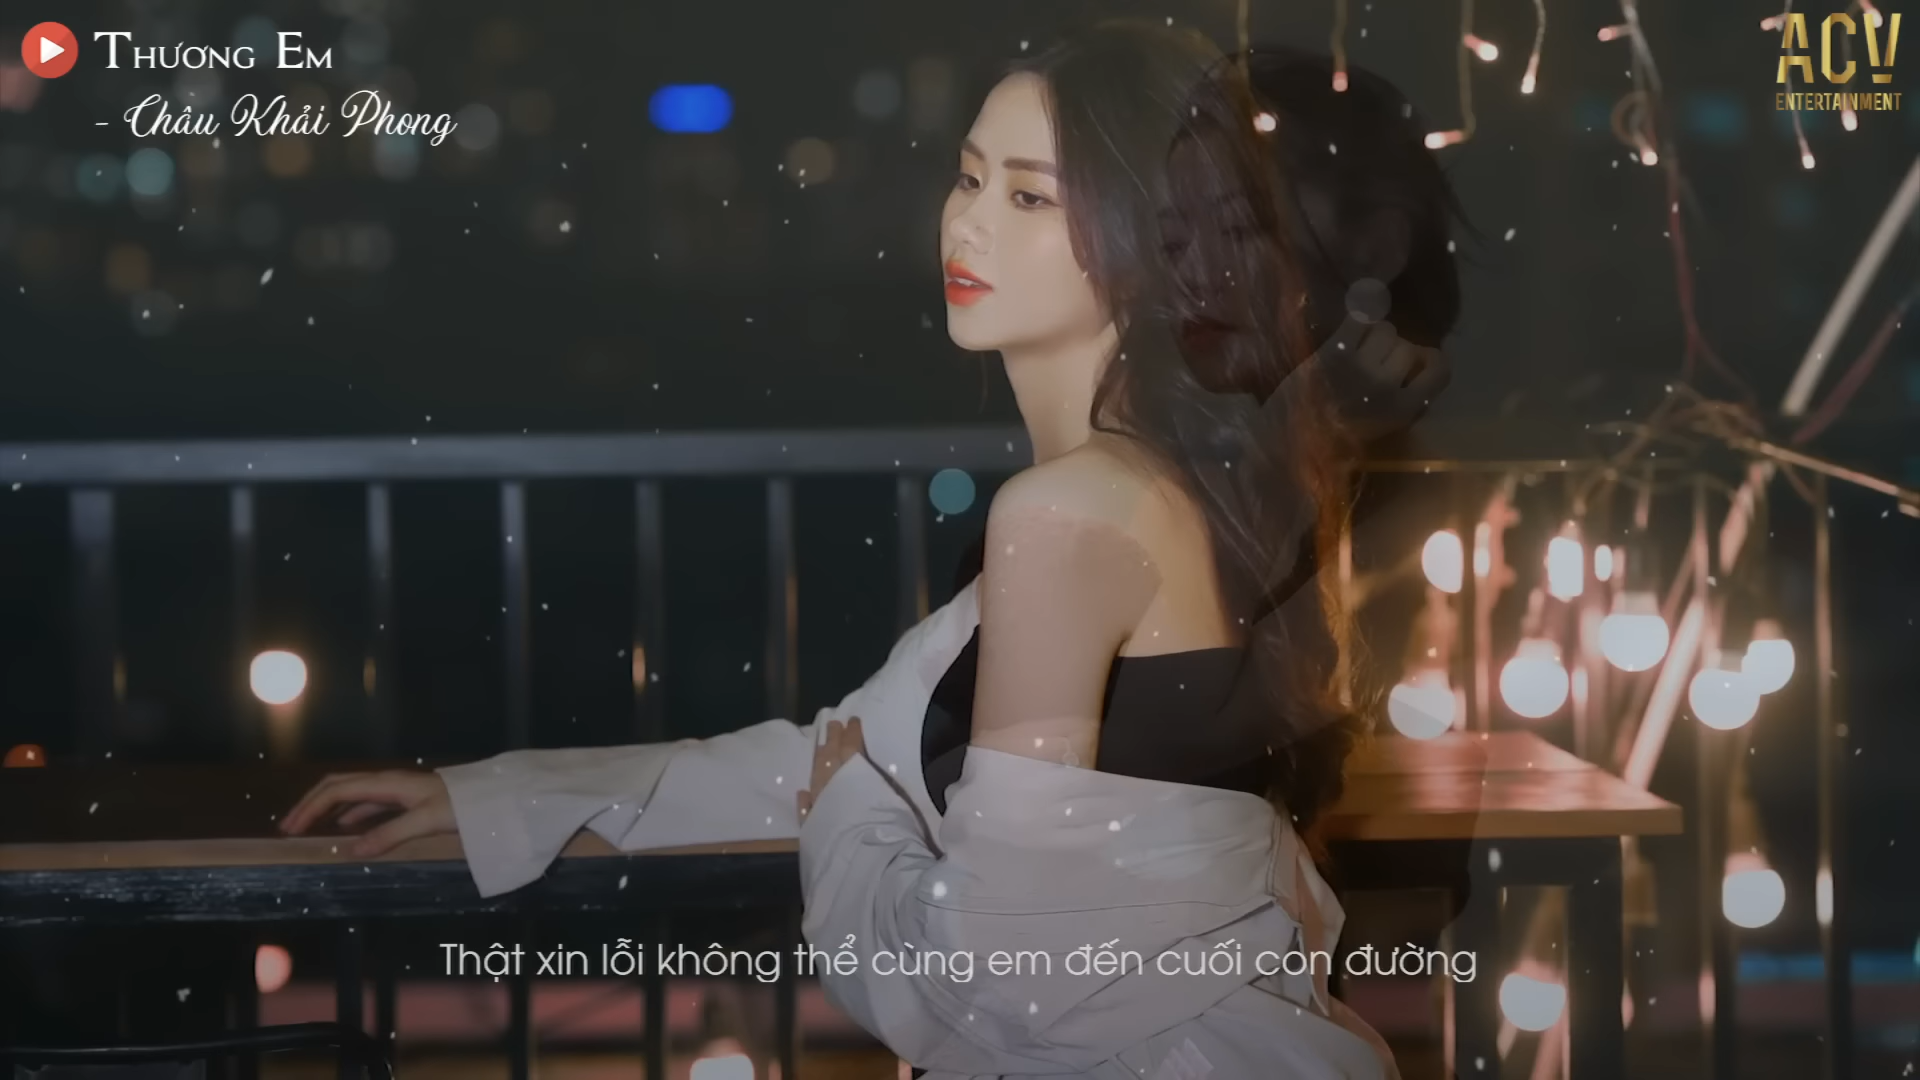 Thương Em
- Châu Khải Phong
ACV
ENTERTAINMENT
Thật xin lỗi không thể cùng em đến cuối con đường